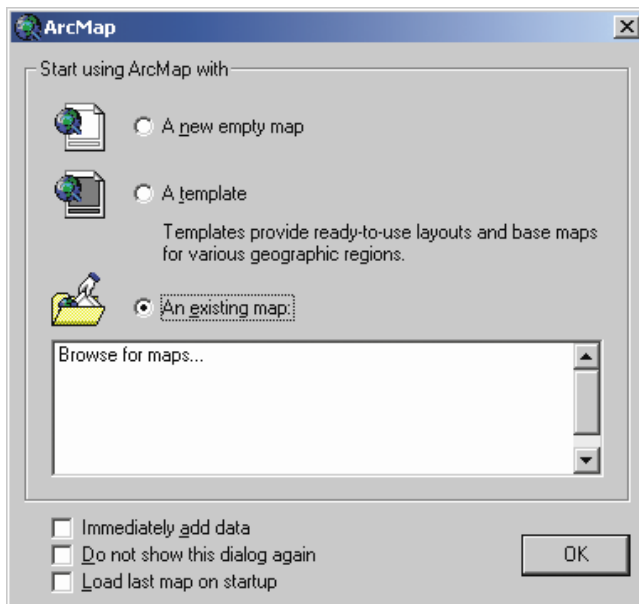 ArcMap
Start using ArcMap with
A new empty map
A template
Templates provide ready-to-use layouts and base maps
for various geographic regions.
An existing map:
Browse for maps...
Immediately add data
Do not show this dialog again
Load last map on startup
OK